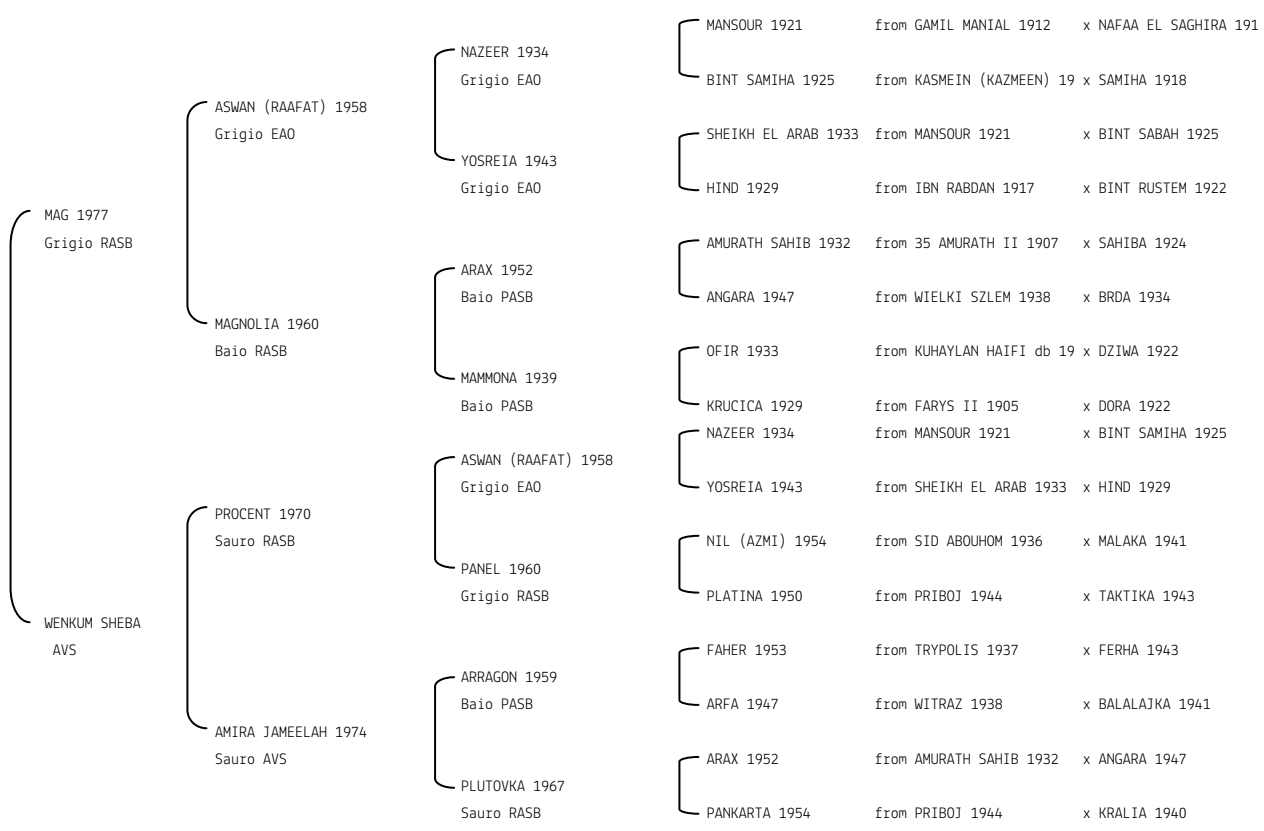 MANSOUR 1921 from GAMIL MANIAL 1912 x NAFAA EL SAGHIRA 191
NAZEER 1934
Grigio EAO BINT SAMIHA 1925 from KASMEIN (KAZMEEN) 19 x SAMIHA 1918
ASWAN (RAAFAT) 1958
Grigio EAO SHEIKH EL ARAB 1933 from MANSOUR 1921 x BINT SABAH 1925
YOSREIA 1943
Grigio EAO HIND 1929 from IBN RABDAN 1917 x BINT RUSTEM 1922
MAG 1977
Grigio RASB AMURATH SAHIB 1932 from 35 AMURATH II 1907 x SAHIBA 1924
ARAX 1952
Baio PASB ANGARA 1947 from WIELKI SZLEM 1938 x BRDA 1934
MAGNOLIA 1960
Baio RASB OFIR 1933 from KUHAYLAN HAIFI db 19 x DZIWA 1922
MAMMONA 1939
Baio PASB KRUCICA 1929 from FARYS II 1905 x DORA 1922
NAZEER 1934 from MANSOUR 1921 x BINT SAMIHA 1925
ASWAN (RAAFAT) 1958
Grigio EAO YOSREIA 1943 from SHEIKH EL ARAB 1933 x HIND 1929
PROCENT 1970
Sauro RASB NIL (AZMI) 1954 from SID ABOUHOM 1936 x MALAKA 1941
PANEL 1960
Grigio RASB PLATINA 1950 from PRIBOJ 1944 x TAKTIKA 1943
WENKUM SHEBA
AVS FAHER 1953 from TRYPOLIS 1937 x FERHA 1943
ARRAGON 1959
Baio PASB ARFA 1947 from WITRAZ 1938 x BALALAJKA 1941
AMIRA JAMEELAH 1974
Sauro AVS ARAX 1952 from AMURATH SAHIB 1932 x ANGARA 1947
PLUTOVKA 1967
Sauro RASB PANKARTA 1954 from PRIBOJ 1944 x KRALIA 1940